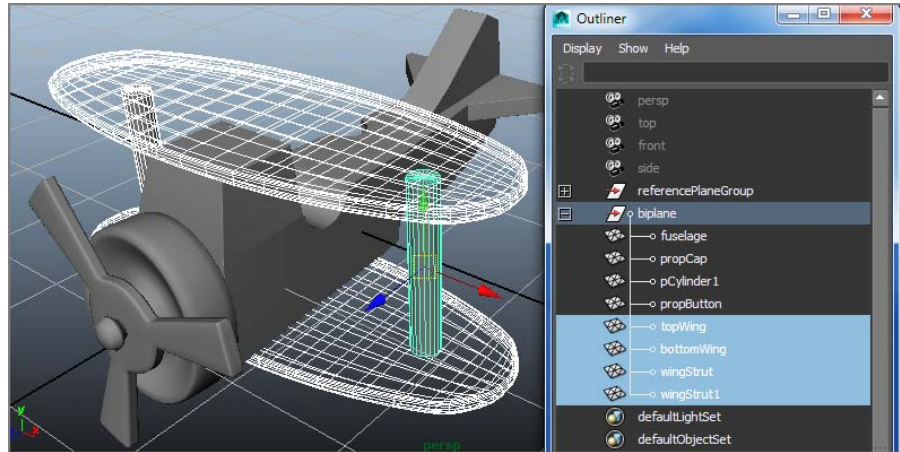 Outliner
Display Show Help
persp
top
front
side
referencePlaneGroup
biplane
fuselage
propCap
pCylinder1
propButton
topWing
bottomWing
wingStrut
wingStrut1
defaultLightSet
defaultObjectSet
y
x
persp